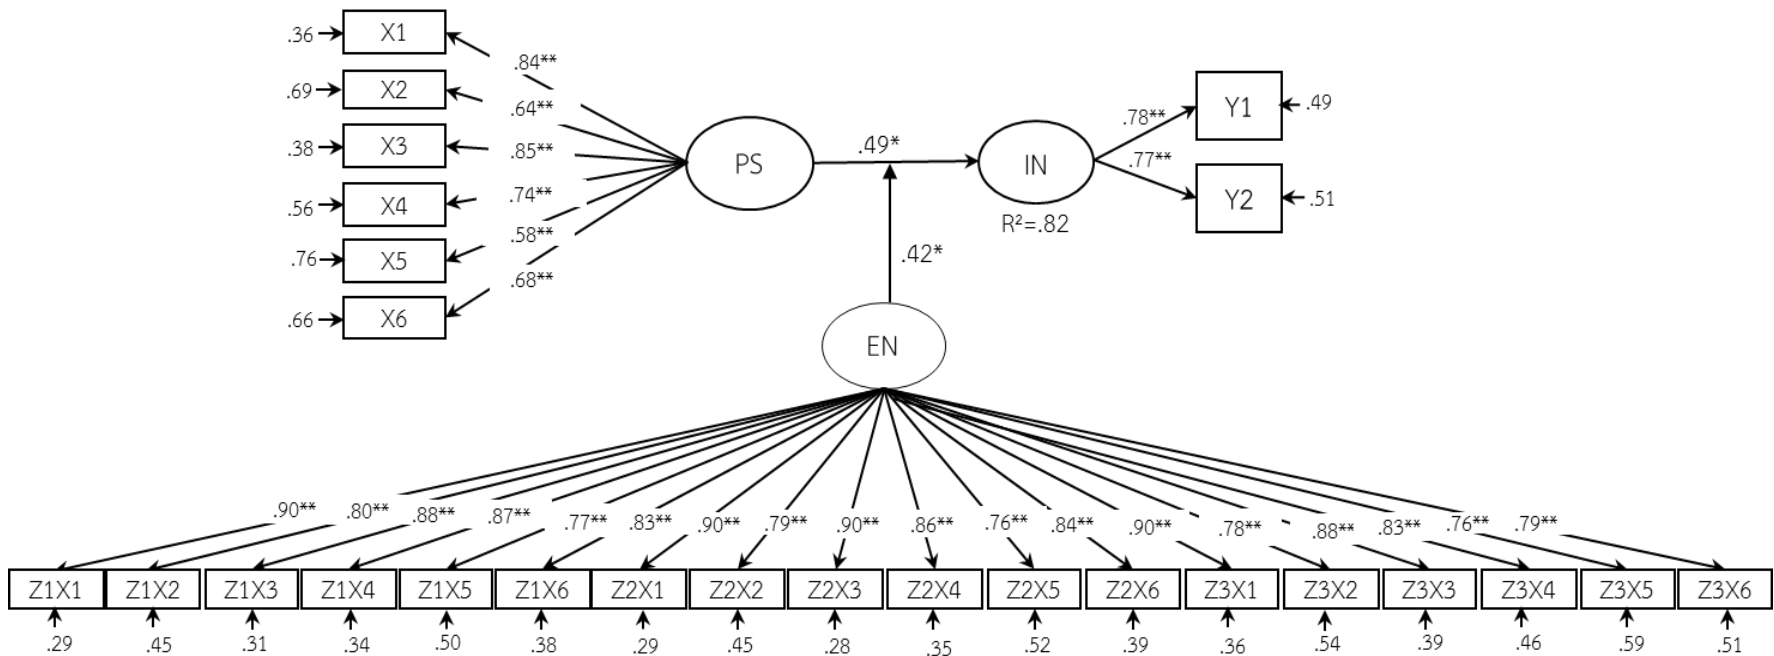 .36 X1 .84**
.69 X2 .64**
.38 X3 .85**
.56 X4 .74**
.76 X5 .58**
.66 X6 .68**
PS
.49*
IN
R²=.82
.78** Y1 .49
.77** Y2 .51
.42*
EN
.90** .80** .88** .87** .77** .83** .90** .79** .90** .86** .76** .84** .90** .78** .88** .83** .76** .79**
Z1X1 Z1X2 Z1X3 Z1X4 Z1X5 Z1X6 Z2X1 Z2X2 Z2X3 Z2X4 Z2X5 Z2X6 Z3X1 Z3X2 Z3X3 Z3X4 Z3X5 Z3X6
.29 .45 .31 .34 .50 .38 .29 .45 .28 .35 .52 .39 .36 .54 .39 .46 .59 .51